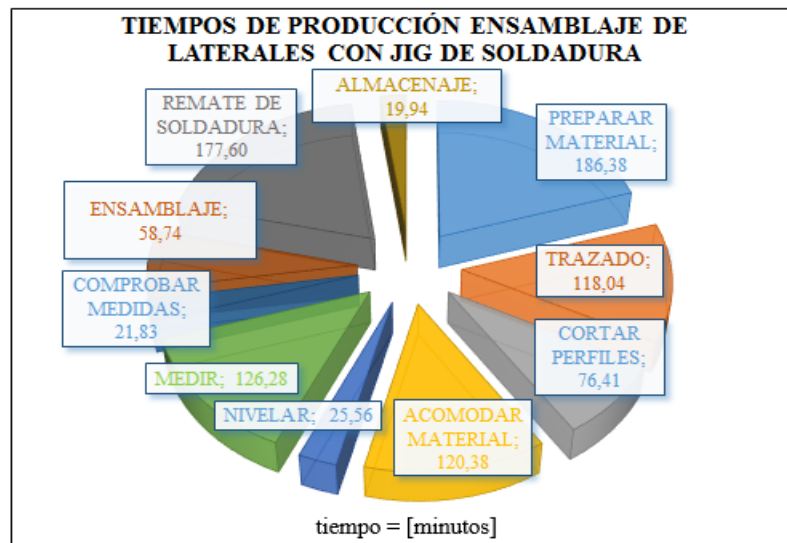 TIEMPOS DE PRODUCCIÓN ENSAMBLAJE DE
LATERALES CON JIG DE SOLDADURA
ALMACENAJE;
19,94
PREPARAR
MATERIAL;
186,38
TRAZADO;
118,04
CORTAR
PERFILES;
76,41
ACOMODAR
MATERIAL;
120,38
NIVELAR; 25,56
MEDIR; 126,28
COMPROBAR
MEDIDAS;
21,83
ENSAMBLAJE;
58,74
REMATE DE
SOLDADURA;
177,60
tiempo = [minutos]